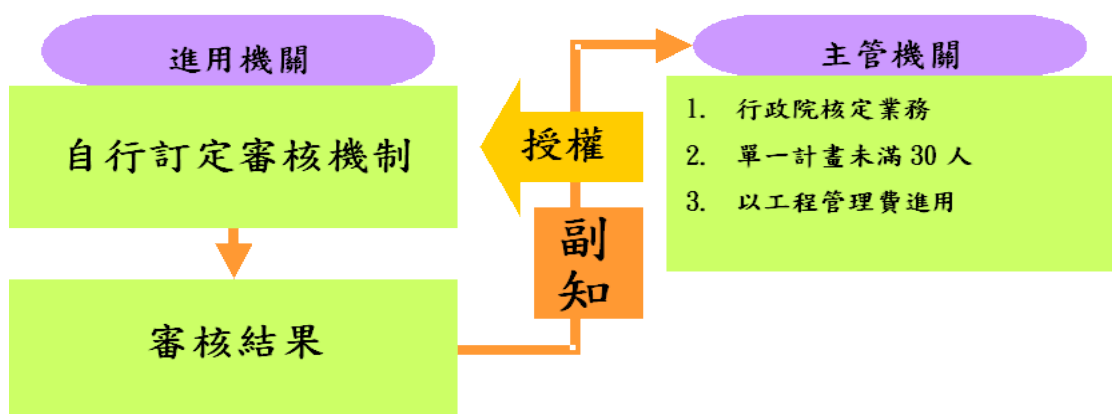 進用機關
自行訂定審核機制
審核結果
授權
副
知
主管機關
1. 行政院核定業務
2. 單一計畫未滿 30 人
3. 以工程管理費進用